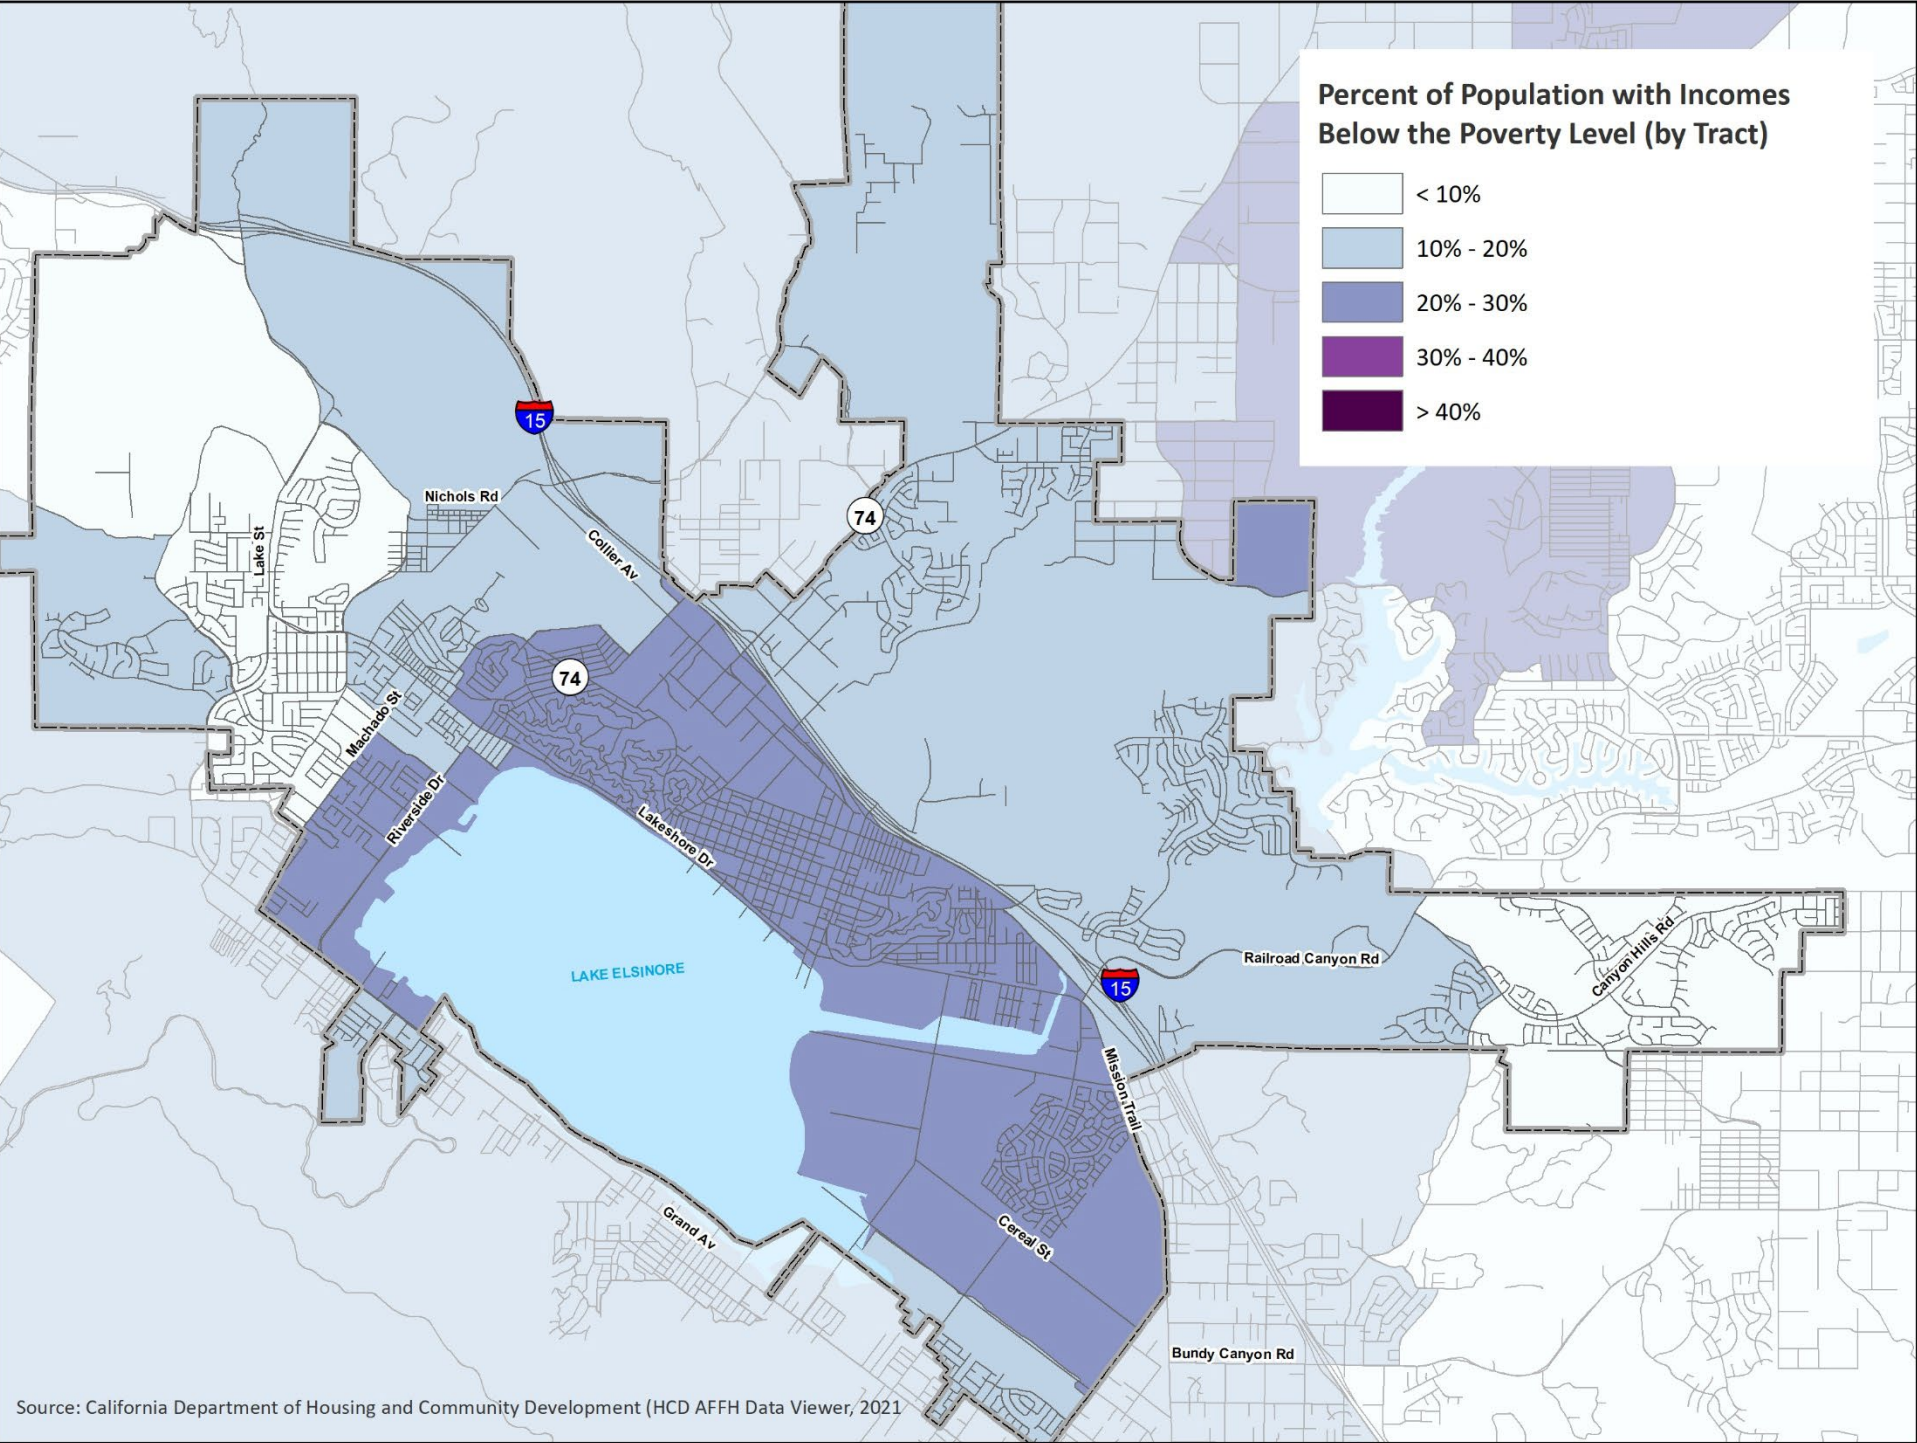 Percent of Population with Incomes
Below the Poverty Level (by Tract)
< 10%
10% - 20%
20% - 30%
30% - 40%
> 40%
15
Nichols Rd
74
Collier Av
Lake St
74
Machado St
Riverside Dr
Lakeshore Dr
LAKE ELSINORE
Railroad Canyon Rd
Canyon Hills Rd
15
Mission Trail
Grand Av
Cereal St
Bundy Canyon Rd
Source: California Department of Housing and Community Development (HCD AFFH Data Viewer, 2021